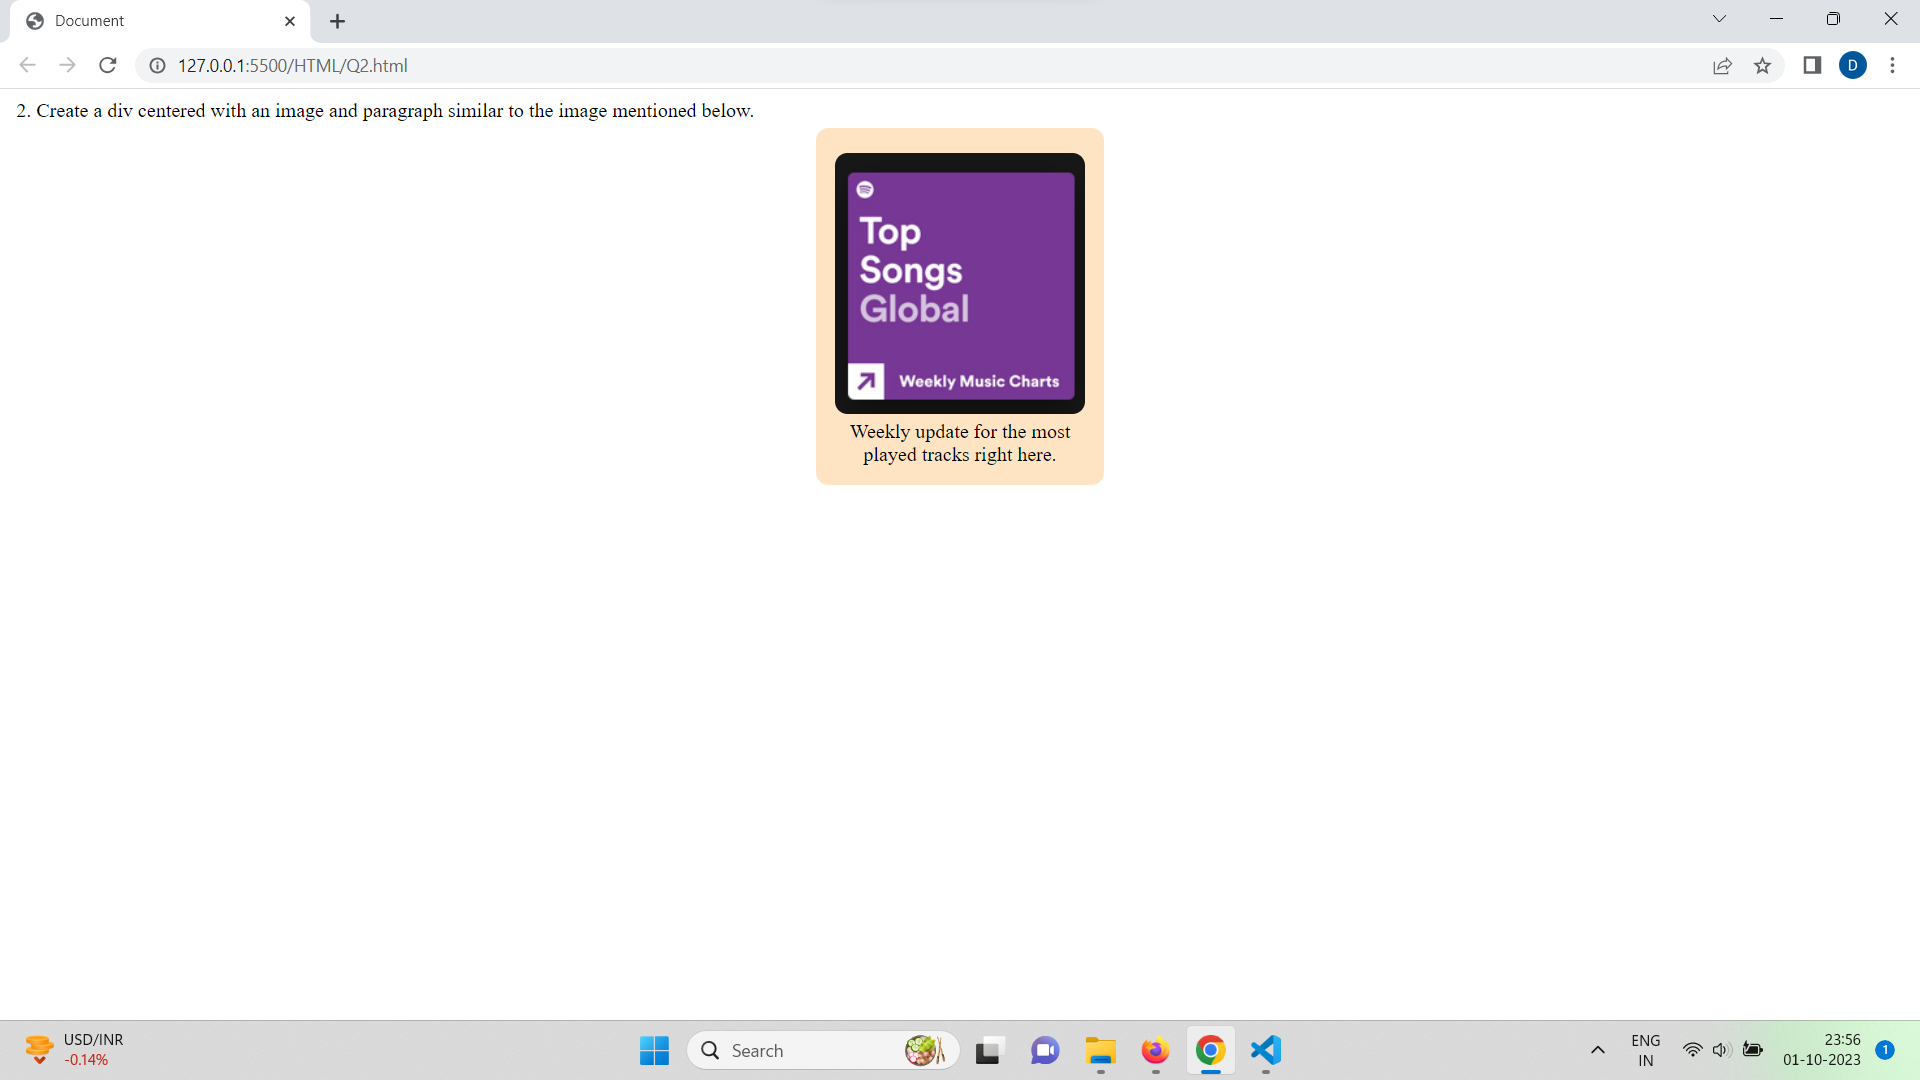 Document
127.0.0.1:5500/HTML/Q2.html
D
2. Create a div centered with an image and paragraph similar to the image mentioned below.
Top
Songs
Global
Weekly Music Charts
Weekly update for the most
played tracks right here.
USD/INR
-0.14%
Search
ENG
IN
23:56
01-10-2023
1